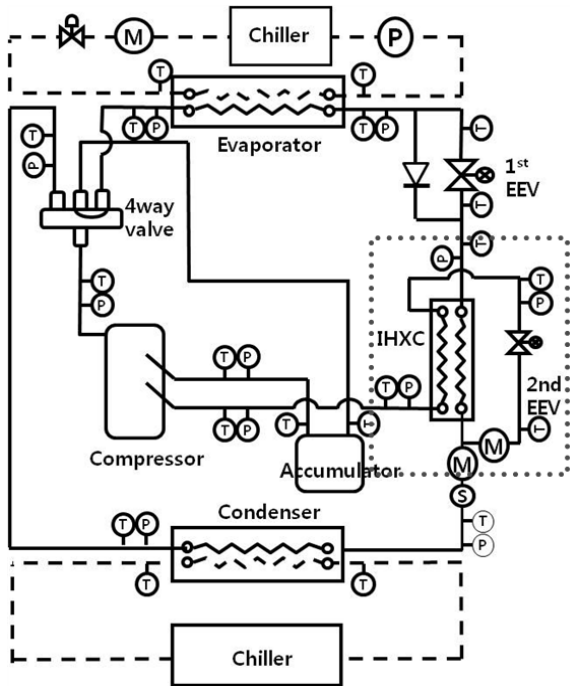 M
Chiller
P
T
T
T
P
Evaporator
T
P
T
T
P
1st
EEV
4way
valve
T
T
P
T
P
T
P
IHXC
T
P
T
P
T
P
T
P
2nd
EEV
T
T
T
Compressor
Accumulator
M
M
S
Condenser
T
P
T
P
T
T
Chiller